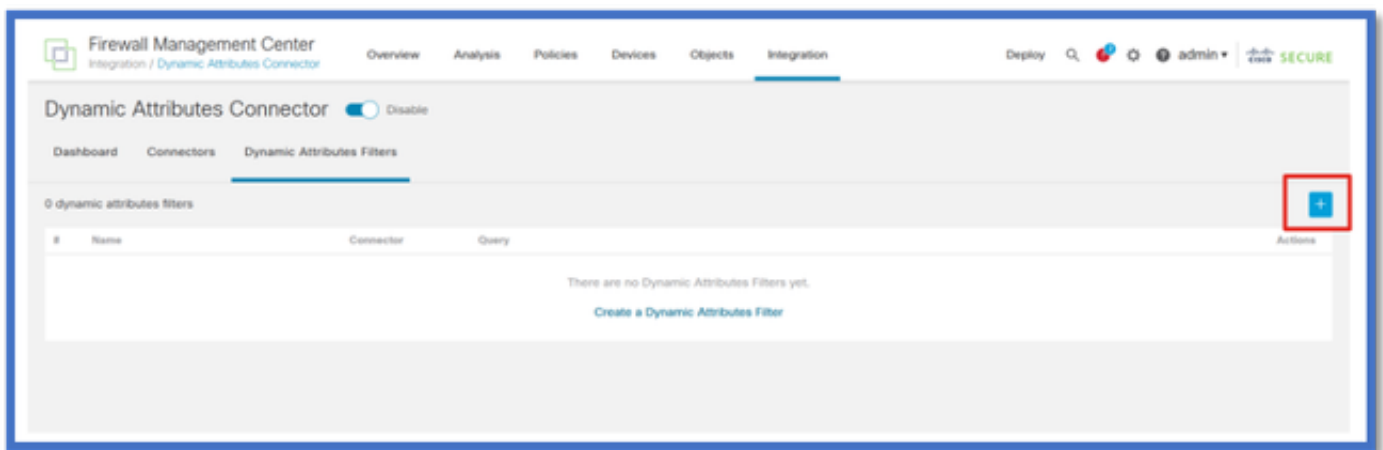 Firewall Management Center
Integration / Dynamic Attributes Connector
Overview Analysis Policies Devices Objects Integration Deploy admin CISCO SECURE
Dynamic Attributes Connector Disable
Dashboard Connectors Dynamic Attributes Filters
0 dynamic attributes filters +
# Name Connector Query Actions
There are no Dynamic Attributes Filters yet.
Create a Dynamic Attributes Filter